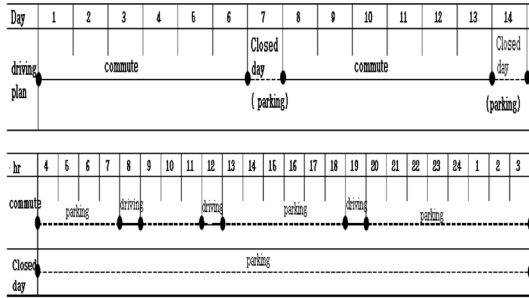 Day 1 2 3 4 5 6 7 8 9 10 11 12 13 14
Closed Closed
driving commute day commute day
plan ( parking) (parking)
hr 4 5 6 7 8 9 10 11 12 13 14 15 16 17 18 19 20 21 22 23 24 1 2 3
commute parking driving driving parking driving parking
Closed parking
day